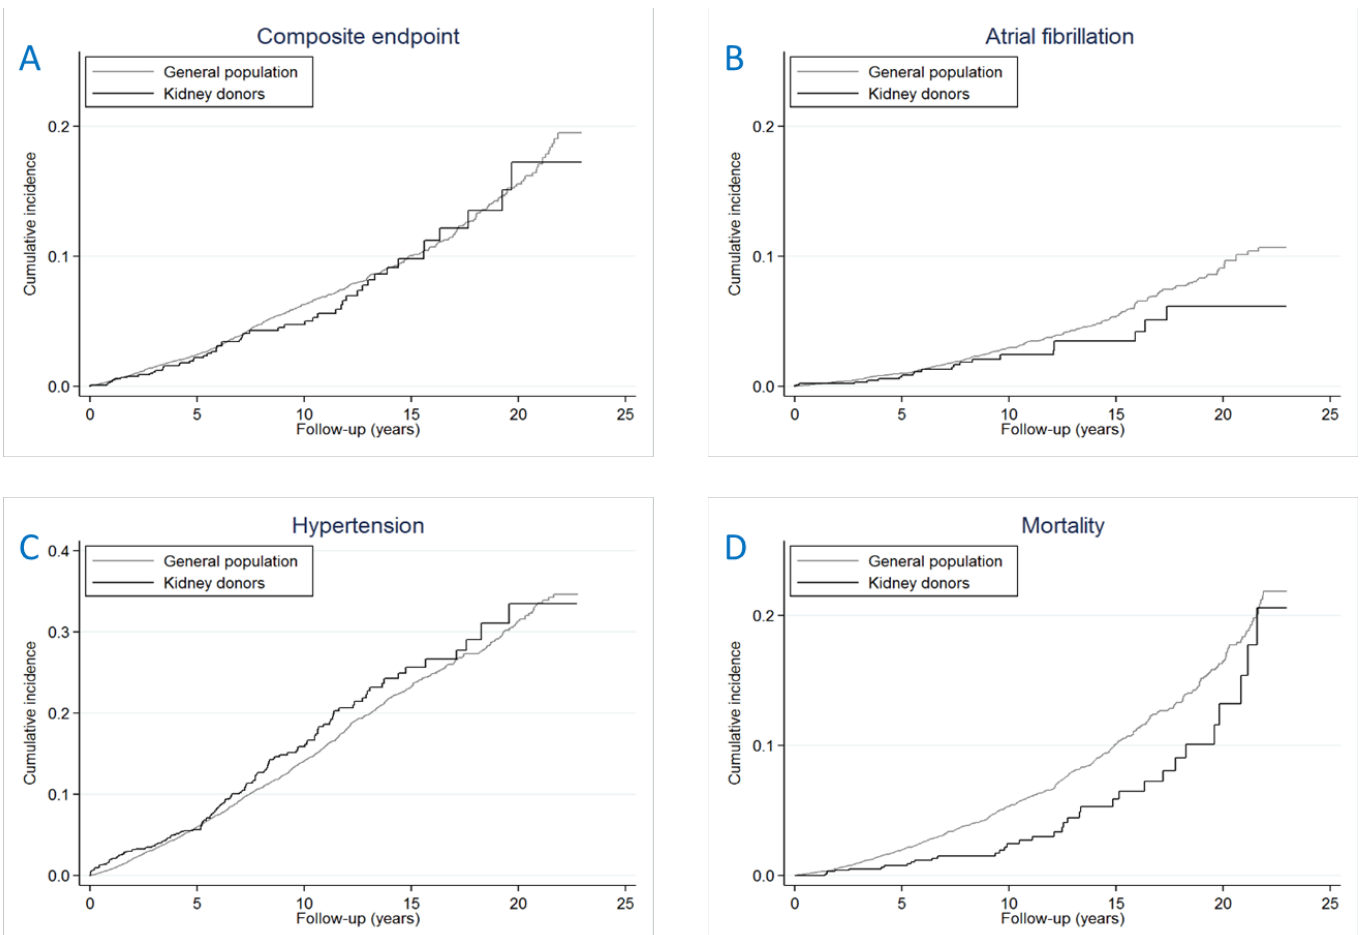 A
Composite endpoint
General population
Kidney donors
Cumulative incidence
0.2
0.1
0.0
0 5 10 15 20 25
Follow-up (years)
B
Atrial fibrillation
General population
Kidney donors
Cumulative incidence
0.2
0.1
0.0
0 5 10 15 20 25
Follow-up (years)
C
Hypertension
General population
Kidney donors
Cumulative incidence
0.4
0.3
0.2
0.1
0.0
0 5 10 15 20 25
Follow-up (years)
D
Mortality
General population
Kidney donors
Cumulative incidence
0.2
0.1
0.0
0 5 10 15 20 25
Follow-up (years)